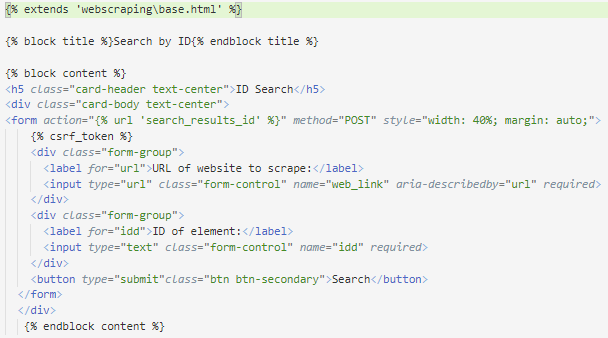 {% extends 'webscraping\base.html' %}
{% block title %}Search by ID{% endblock title %}
{% block content %}
<h5 class="card-header text-center">ID Search</h5>
<div class="card-body text-center">
<form action="{% url 'search_results_id' %}" method="POST" style="width: 40%; margin: auto;">
{% csrf_token %}
<div class="form-group">
<label for="url">URL of website to scrape:</label>
<input type="url" class="form-control" name="web_link" aria-describedby="url" required>
</div>
<div class="form-group">
<label for="idd">ID of element:</label>
<input type="text" class="form-control" name="idd" required>
</div>
<button type="submit"class="btn btn-secondary">Search</button>
</form>
</div>
{% endblock content %}